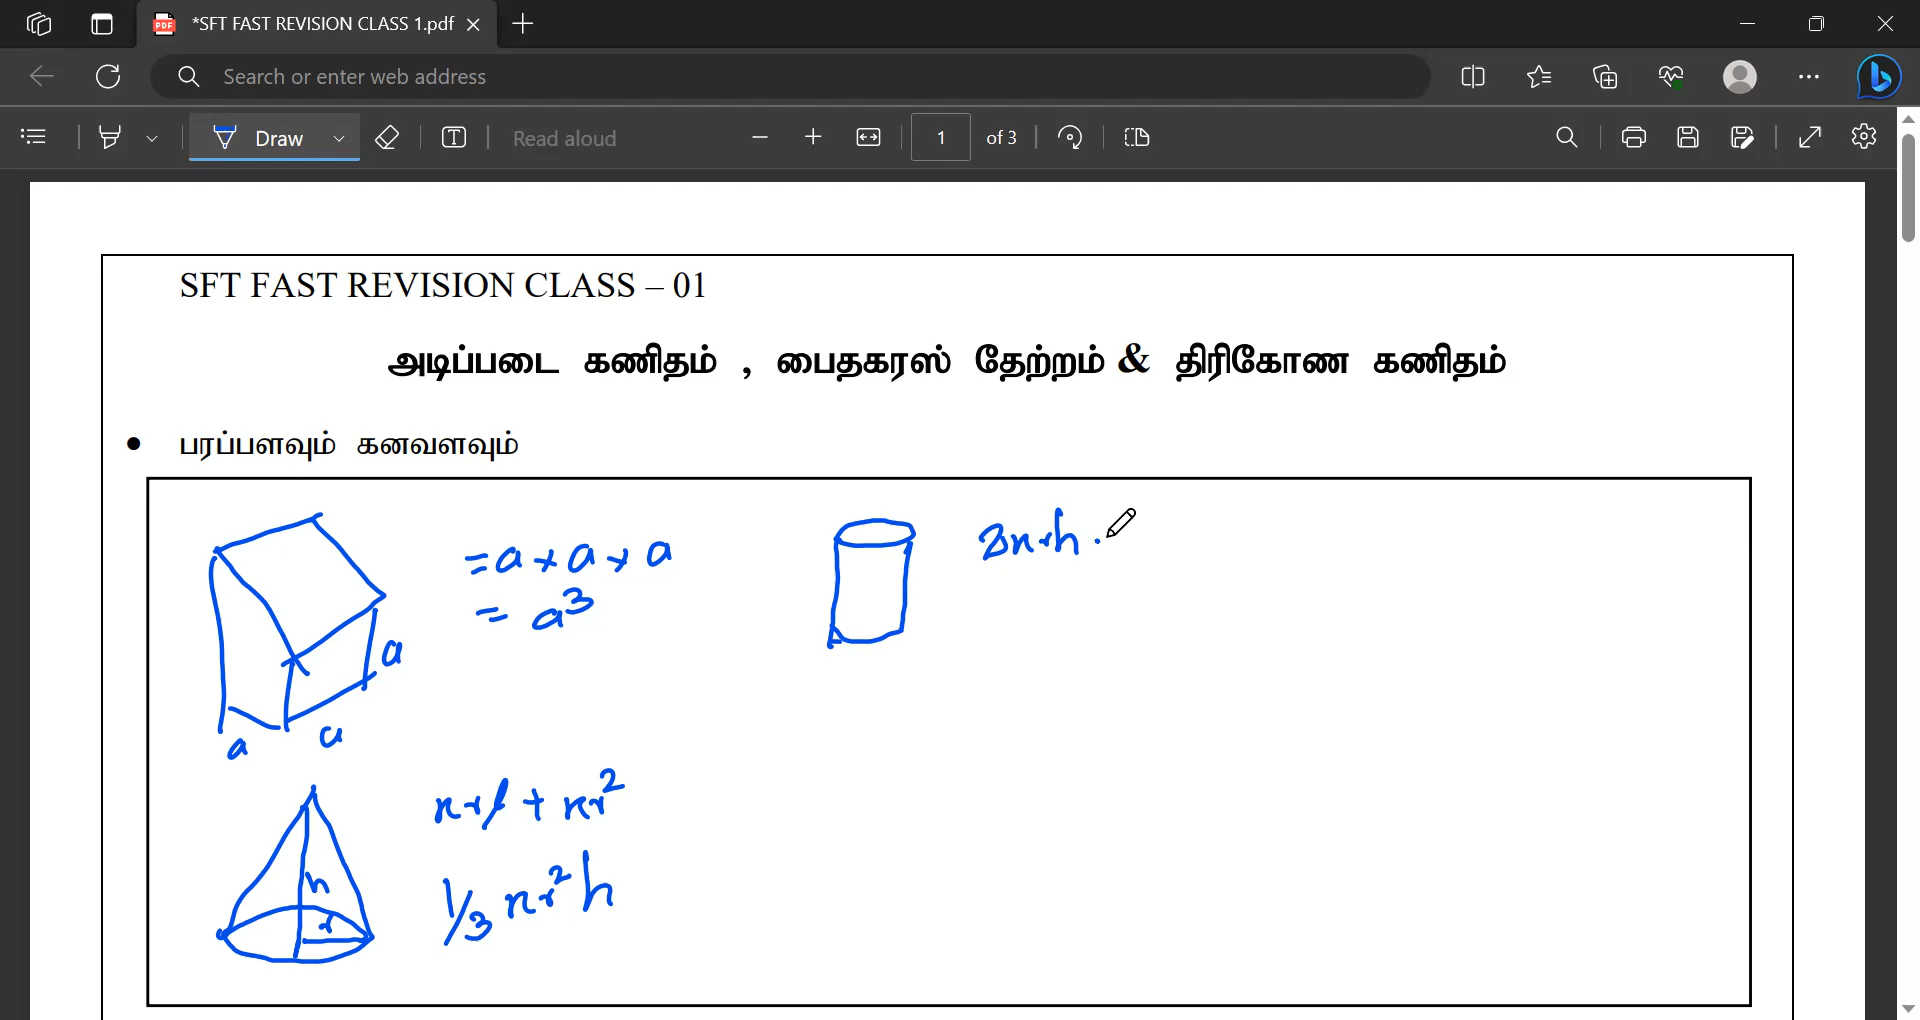 *SFT FAST REVISION CLASS 1.pdf
Search or enter web address
Draw
Read aloud
1 of 3
SFT FAST REVISION CLASS – 01
அடிப்படை கணிதம் , பைதகரஸ் தேற்றம் & திரிகோண கணிதம்
• பரப்பளவும் கனவளவும்
= a × a × a
= a³
a
a
a
2πrh .
πrl + πr²
1/3 πr²h
h
r